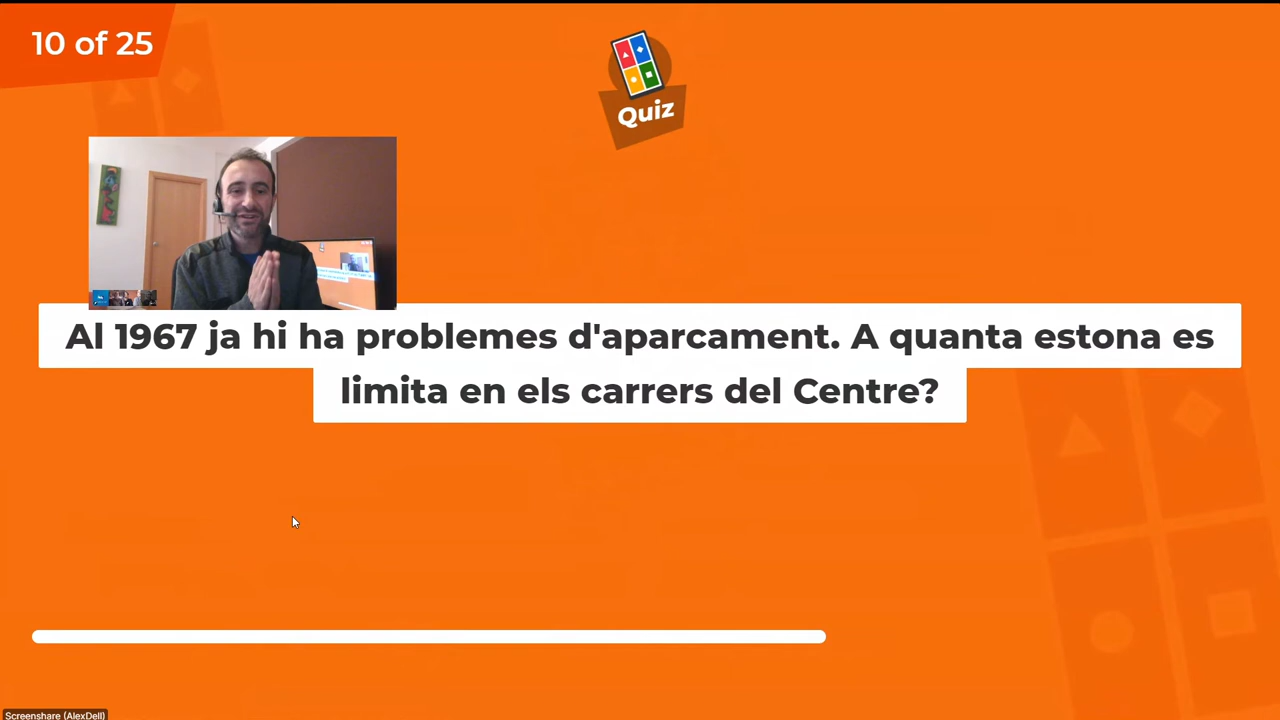 10 of 25
Quiz
Al 1967 ja hi ha problemes d'aparcament. A quanta estona es
limita en els carrers del Centre?
Screenshare (AlexDell)